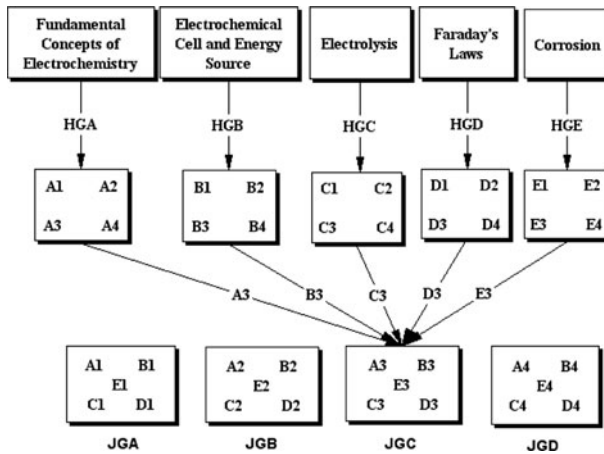 Fundamental
Concepts of
Electrochemistry
Electrochemical
Cell and Energy
Source
Electrolysis
Faraday's
Laws
Corrosion
HGA HGB HGC HGD HGE
A1 A2
A3 A4
B1 B2
B3 B4
C1 C2
C3 C4
D1 D2
D3 D4
E1 E2
E3 E4
A3 B3 C3 D3 E3
A1 B1
E1
C1 D1
A2 B2
E2
C2 D2
A3 B3
E3
C3 D3
A4 B4
E4
C4 D4
JGA JGB JGC JGD